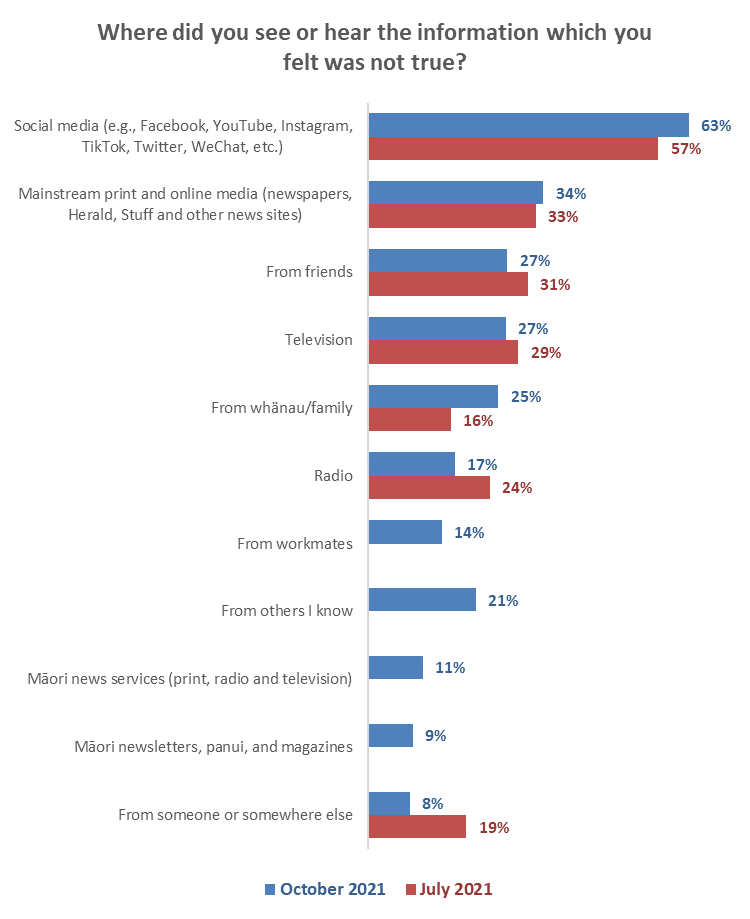 Where did you see or hear the information which you
felt was not true?
Social media (e.g., Facebook, YouTube, Instagram,
TikTok, Twitter, WeChat, etc.)
63%
57%
Mainstream print and online media (newspapers,
Herald, Stuff and other news sites)
34%
33%
From friends
27%
31%
Television
27%
29%
From whänau/family
25%
16%
Radio
17%
24%
From workmates
14%
From others I know
21%
Māori news services (print, radio and television)
11%
Māori newsletters, panui, and magazines
9%
From someone or somewhere else
8%
19%
October 2021
July 2021